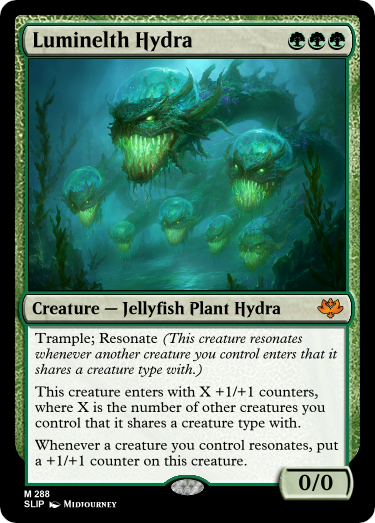 Luminelth Hydra
Creature — Jellyfish Plant Hydra
Trample; Resonate (This creature resonates
whenever another creature you control enters that it
shares a creature type with.)
This creature enters with X +1/+1 counters,
where X is the number of other creatures you
control that it shares a creature type with.
Whenever a creature you control resonates, put
a +1/+1 counter on this creature.
0/0
M 288
SLIP Midjourney